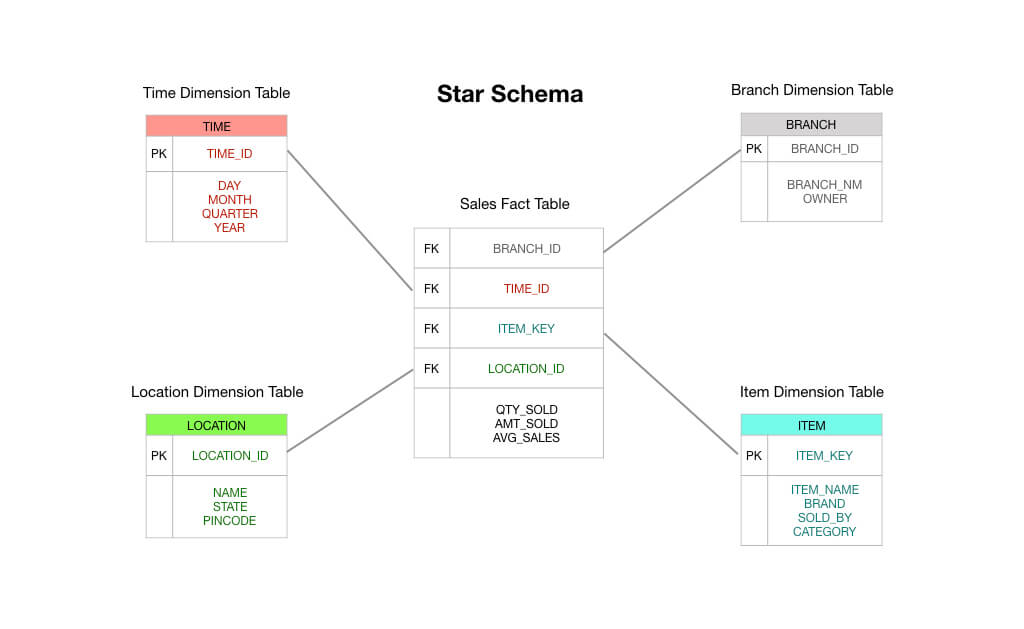 Star Schema
Time Dimension Table
TIME
PK TIME_ID
DAY
MONTH
QUARTER
YEAR
Branch Dimension Table
BRANCH
PK BRANCH_ID
BRANCH_NM
OWNER
Sales Fact Table
FK BRANCH_ID
FK TIME_ID
FK ITEM_KEY
FK LOCATION_ID
QTY_SOLD
AMT_SOLD
AVG_SALES
Location Dimension Table
LOCATION
PK LOCATION_ID
NAME
STATE
PINCODE
Item Dimension Table
ITEM
PK ITEM_KEY
ITEM_NAME
BRAND
SOLD_BY
CATEGORY